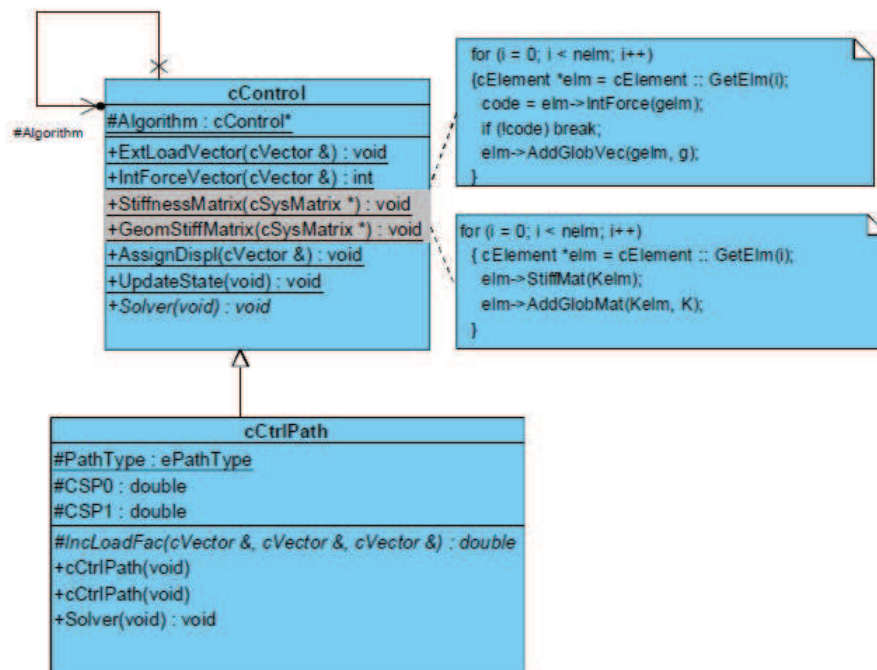 cControl
#Algorithm : cControl*
+ExtLoadVector(cVector &) : void
+IntForceVector(cVector &) : int
+StiffnessMatrix(cSysMatrix *) : void
+GeomStiffMatrix(cSysMatrix *) : void
+AssignDispl(cVector &) : void
+UpdateState(void) : void
+Solver(void) : void
#Algorithm
for (i = 0; i < nelm; i++)
{cElement *elm = cElement :: GetElm(i);
code = elm->IntForce(gelm);
if (!code) break;
elm->AddGlobVec(gelm, g);
}
for (i = 0; i < nelm; i++)
{ cElement *elm = cElement :: GetElm(i);
elm->StiffMat(Kelm);
elm->AddGlobMat(Kelm, K);
}
cCtrlPath
#PathType : ePathType
#CSP0 : double
#CSP1 : double
#IncLoadFac(cVector &, cVector &, cVector &) : double
+cCtrlPath(void)
+cCtrlPath(void)
+Solver(void) : void